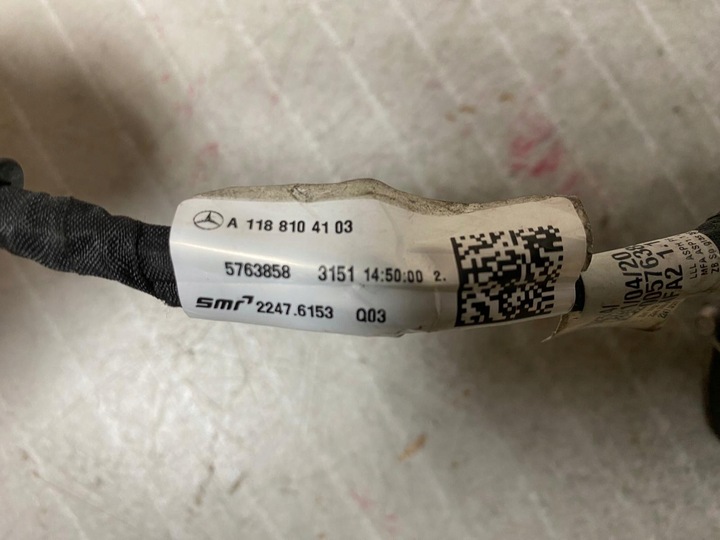 A 118 810 41 03
5763858 3151 14:50:00 2.
smr 2247.6153 Q03